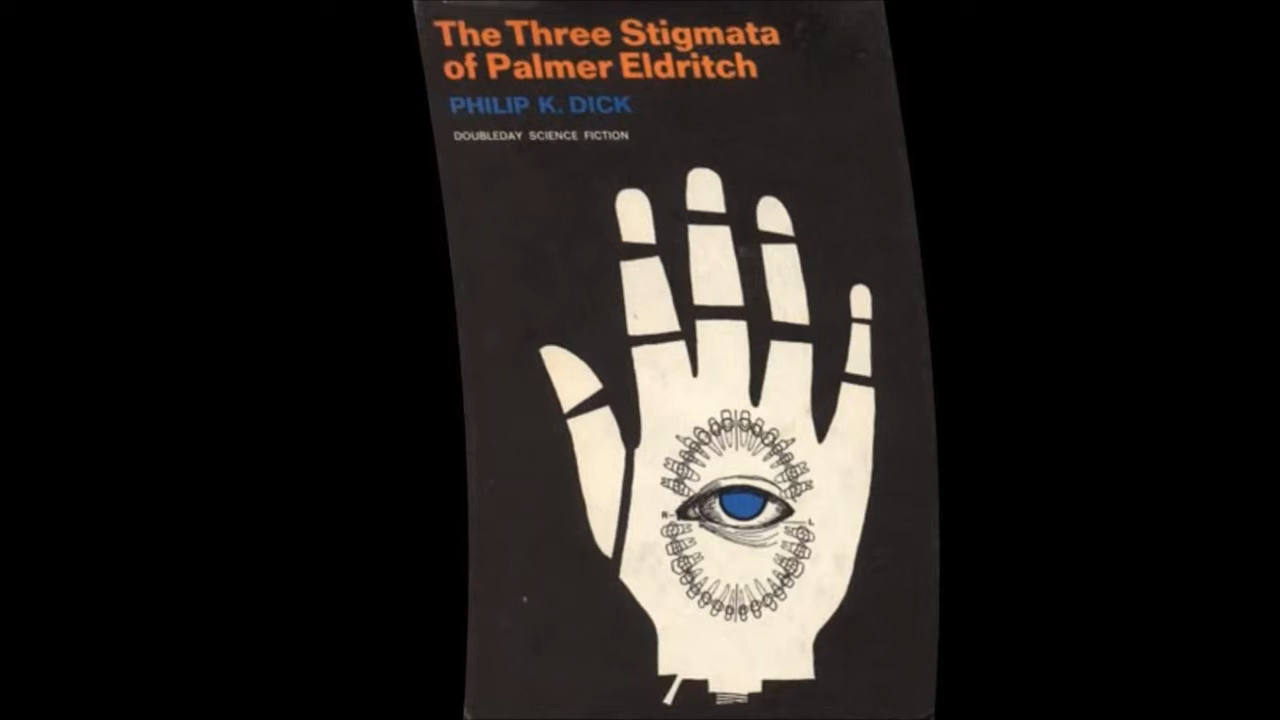 The Three Stigmata
of Palmer Eldritch
PHILIP K. DICK
DOUBLEDAY SCIENCE FICTION
R
L